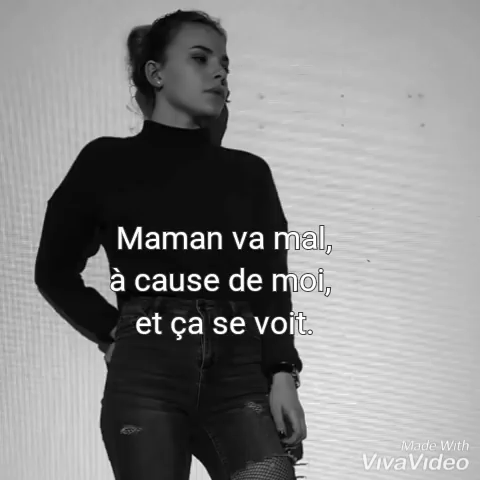 Maman va mal,
à cause de moi,
et ça se voit.
Made With
VivaVideo